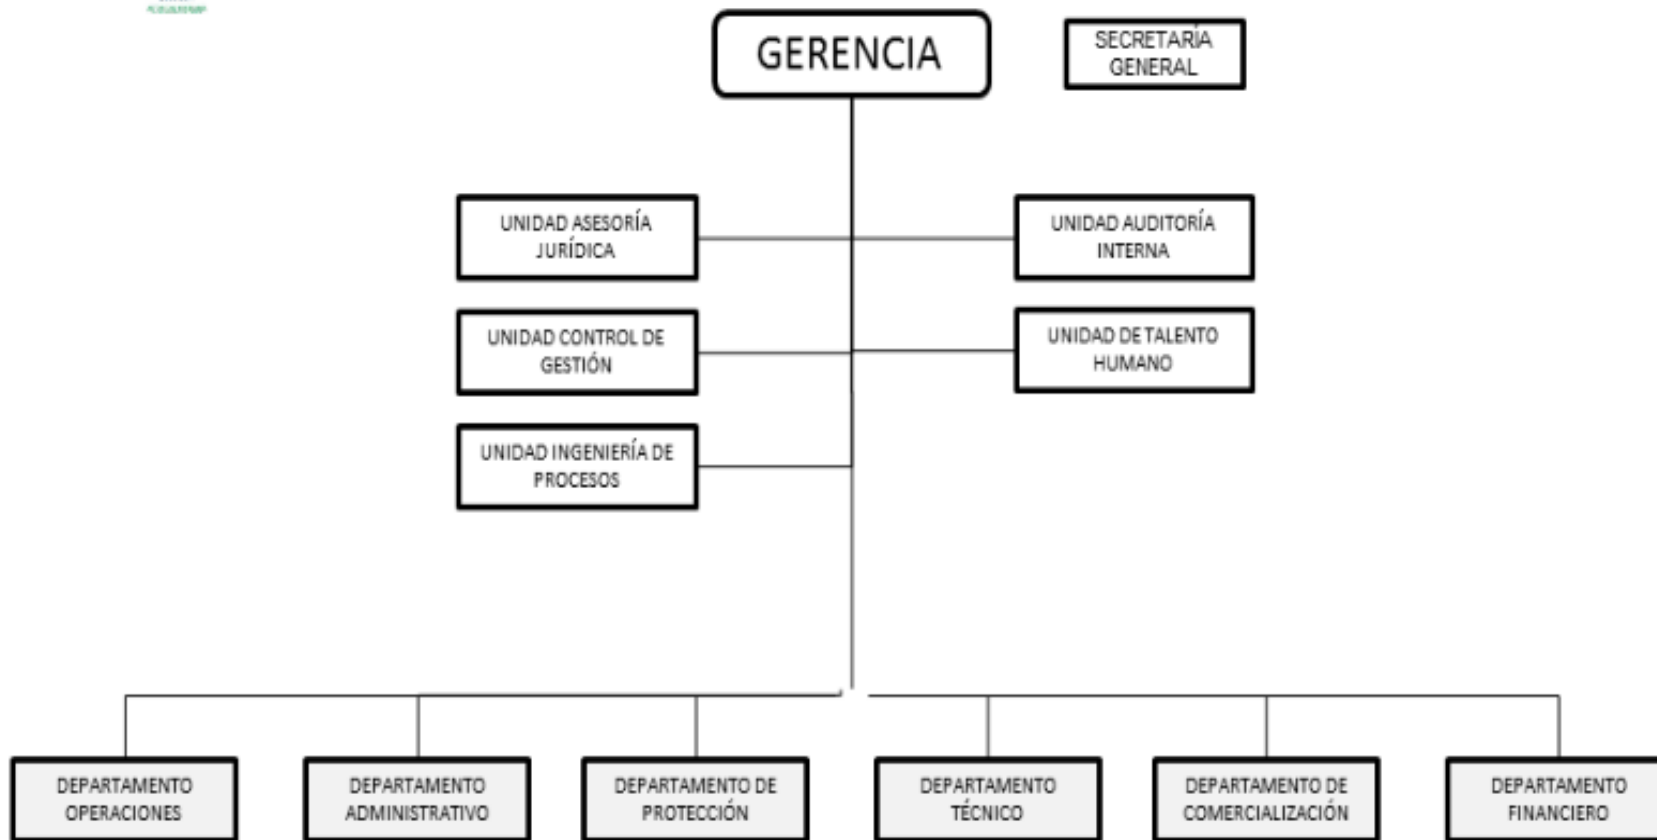 GERENCIA
SECRETARÍA
GENERAL
UNIDAD ASESORÍA
JURÍDICA
UNIDAD AUDITORÍA
INTERNA
UNIDAD CONTROL DE
GESTIÓN
UNIDAD DE TALENTO
HUMANO
UNIDAD INGENIERÍA DE
PROCESOS
DEPARTAMENTO
OPERACIONES
DEPARTAMENTO
ADMINISTRATIVO
DEPARTAMENTO DE
PROTECCIÓN
DEPARTAMENTO
TÉCNICO
DEPARTAMENTO DE
COMERCIALIZACIÓN
DEPARTAMENTO
FINANCIERO